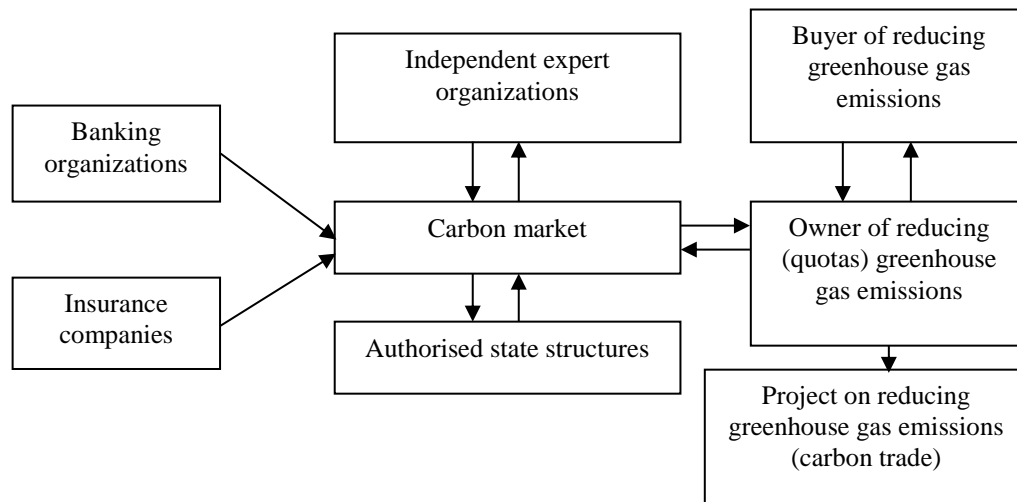 Banking
organizations
Insurance
companies
Independent expert
organizations
Carbon market
Authorised state structures
Buyer of reducing
greenhouse gas
emissions
Owner of reducing
(quotas) greenhouse
gas emissions
Project on reducing
greenhouse gas emissions
(carbon trade)